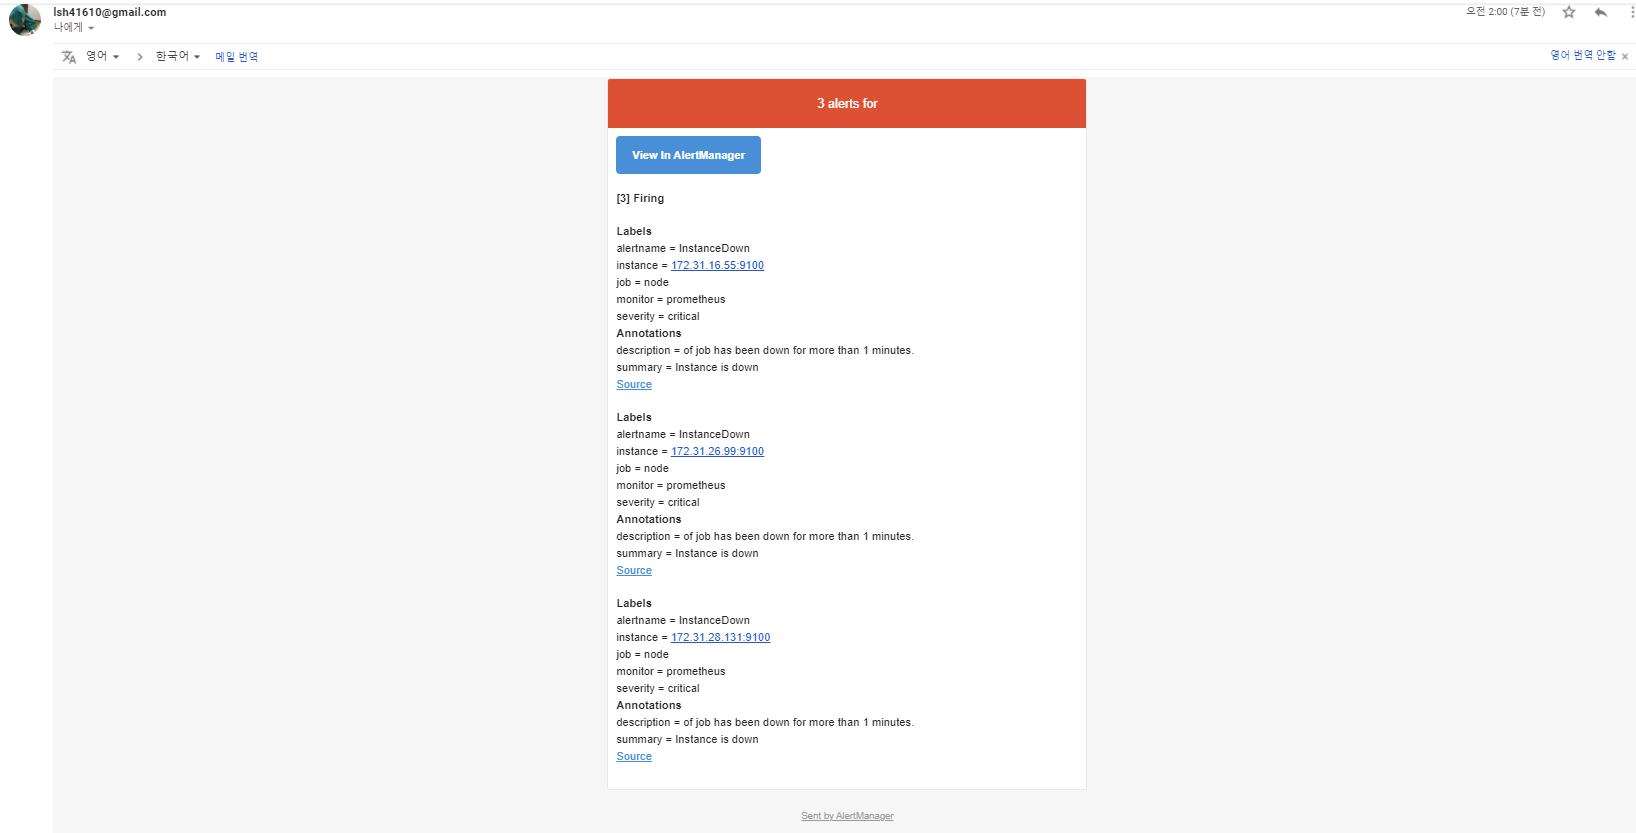 lsh41610@gmail.com
오전 2:00 (7분 전)
나에게
영어 > 한국어 메일 번역
영어 번역 안함 ×
3 alerts for
View In AlertManager
[3] Firing
Labels
alertname = InstanceDown
instance = 172.31.16.55:9100
job = node
monitor = prometheus
severity = critical
Annotations
description = of job has been down for more than 1 minutes.
summary = Instance is down
Source
Labels
alertname = InstanceDown
instance = 172.31.26.99:9100
job = node
monitor = prometheus
severity = critical
Annotations
description = of job has been down for more than 1 minutes.
summary = Instance is down
Source
Labels
alertname = InstanceDown
instance = 172.31.28.131:9100
job = node
monitor = prometheus
severity = critical
Annotations
description = of job has been down for more than 1 minutes.
summary = Instance is down
Source
Sent by AlertManager